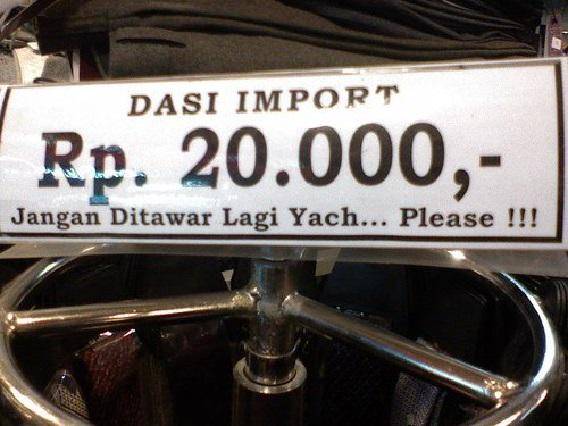 DASI IMPORT
Rp. 20.000,-
Jangan Ditawar Lagi Yach... Please !!!